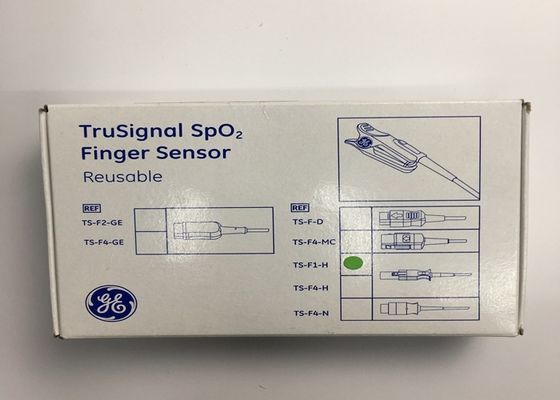 TruSignal SpO₂
Finger Sensor
Reusable
REF
TS-F2-GE
TS-F4-GE
REF
TS-F-D
TS-F4-MC
TS-F1-H
TS-F4-H
TS-F4-N
GE